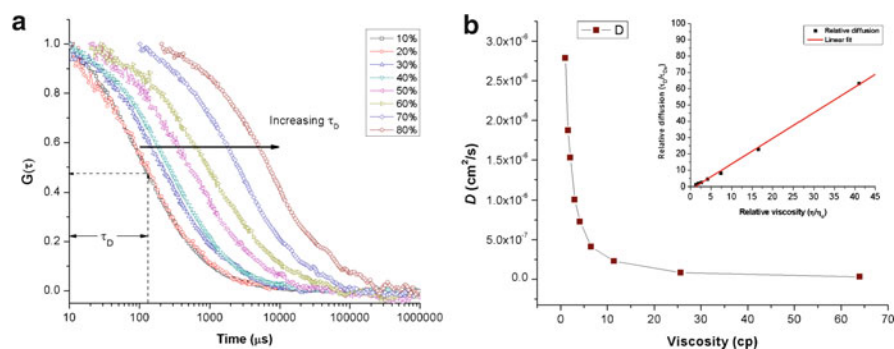 a
1.0
0.8
0.6
0.4
0.2
0.0
G(τ)
10%
20%
30%
40%
50%
60%
70%
80%
Increasing τ_D
τ_D
10 100 1000 10000 100000 1000000
Time (μs)
b
D
3.0x10⁻⁶
2.5x10⁻⁶
2.0x10⁻⁶
1.5x10⁻⁶
1.0x10⁻⁶
5.0x10⁻⁷
0.0
D (cm²/s)
0 10 20 30 40 50 60 70
Viscosity (cp)
Relative diffusion
Linear fit
100
90
80
70
60
50
40
30
20
10
0
Relative diffusion
0 5 10 15 20 25 30 35 40 45
Relative viscosity (η/η₀)